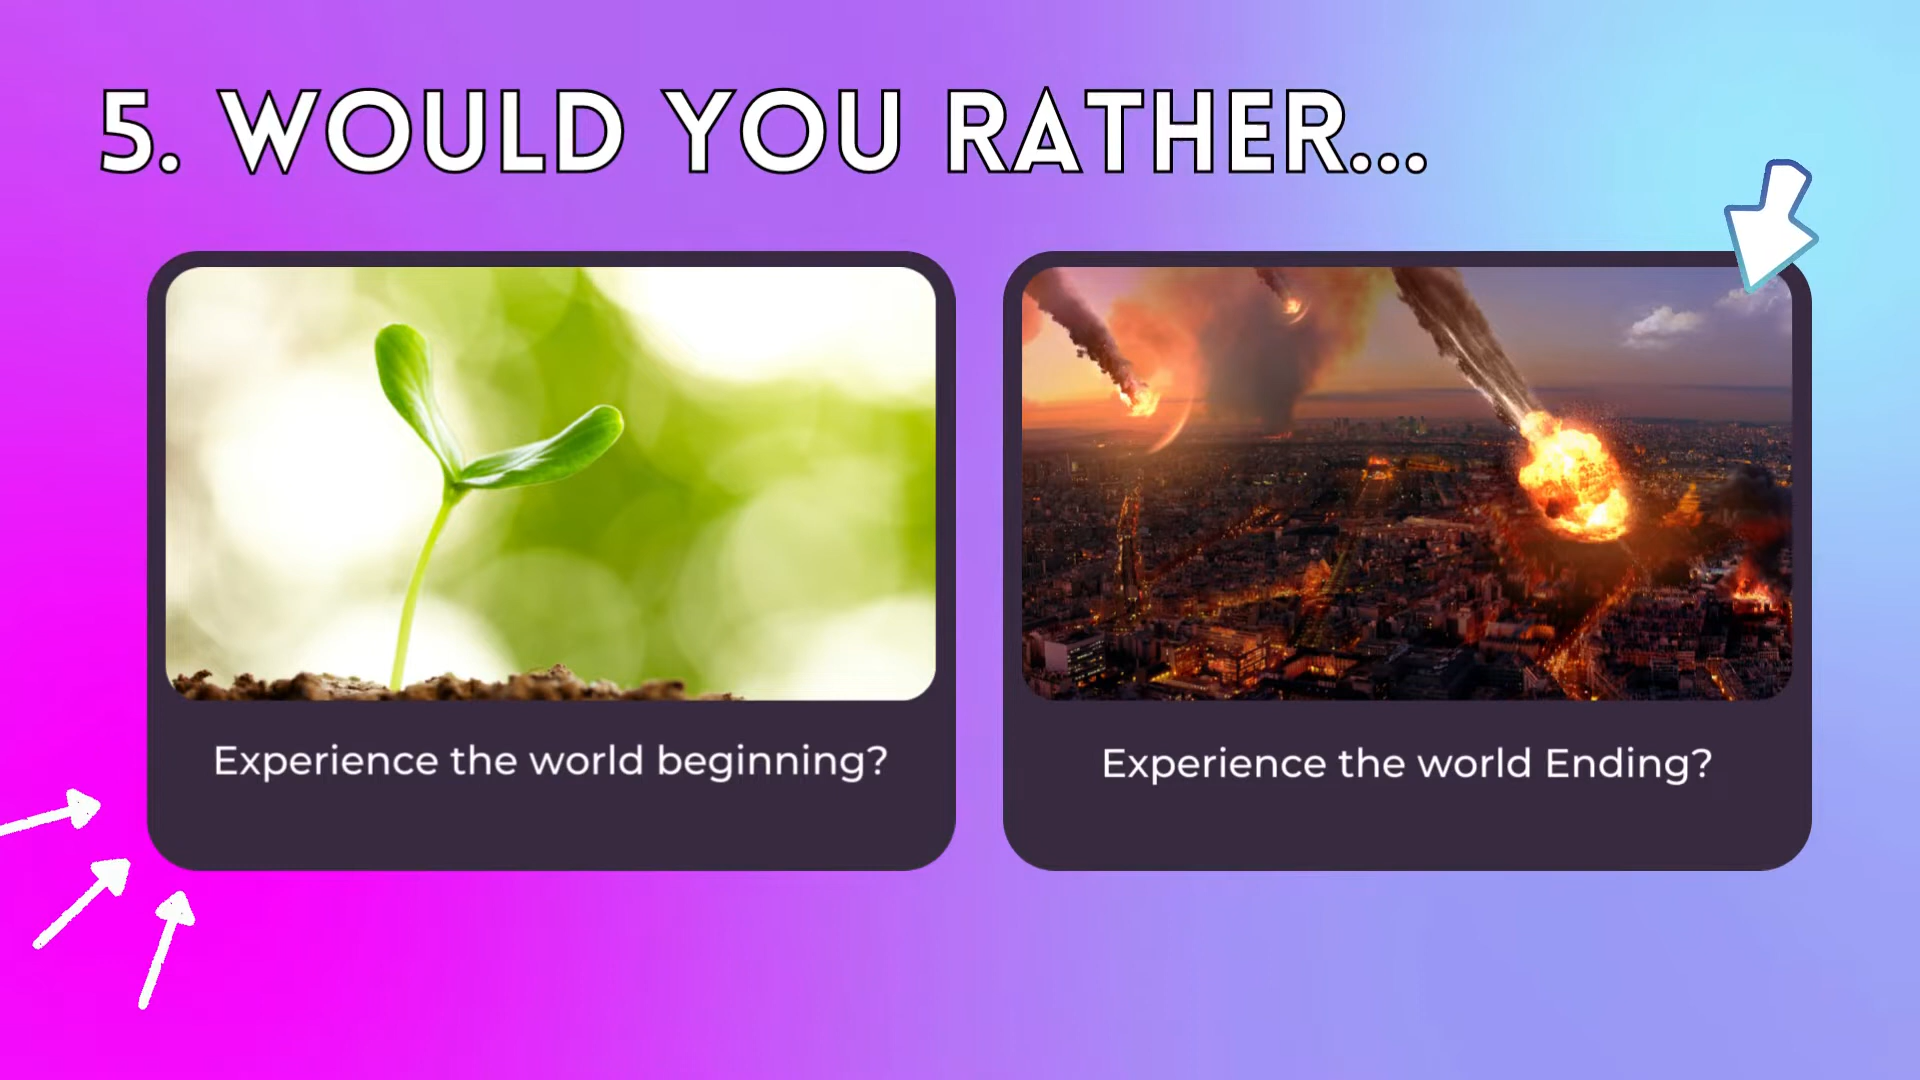 5. WOULD YOU RATHER...
Experience the world beginning?
Experience the world Ending?